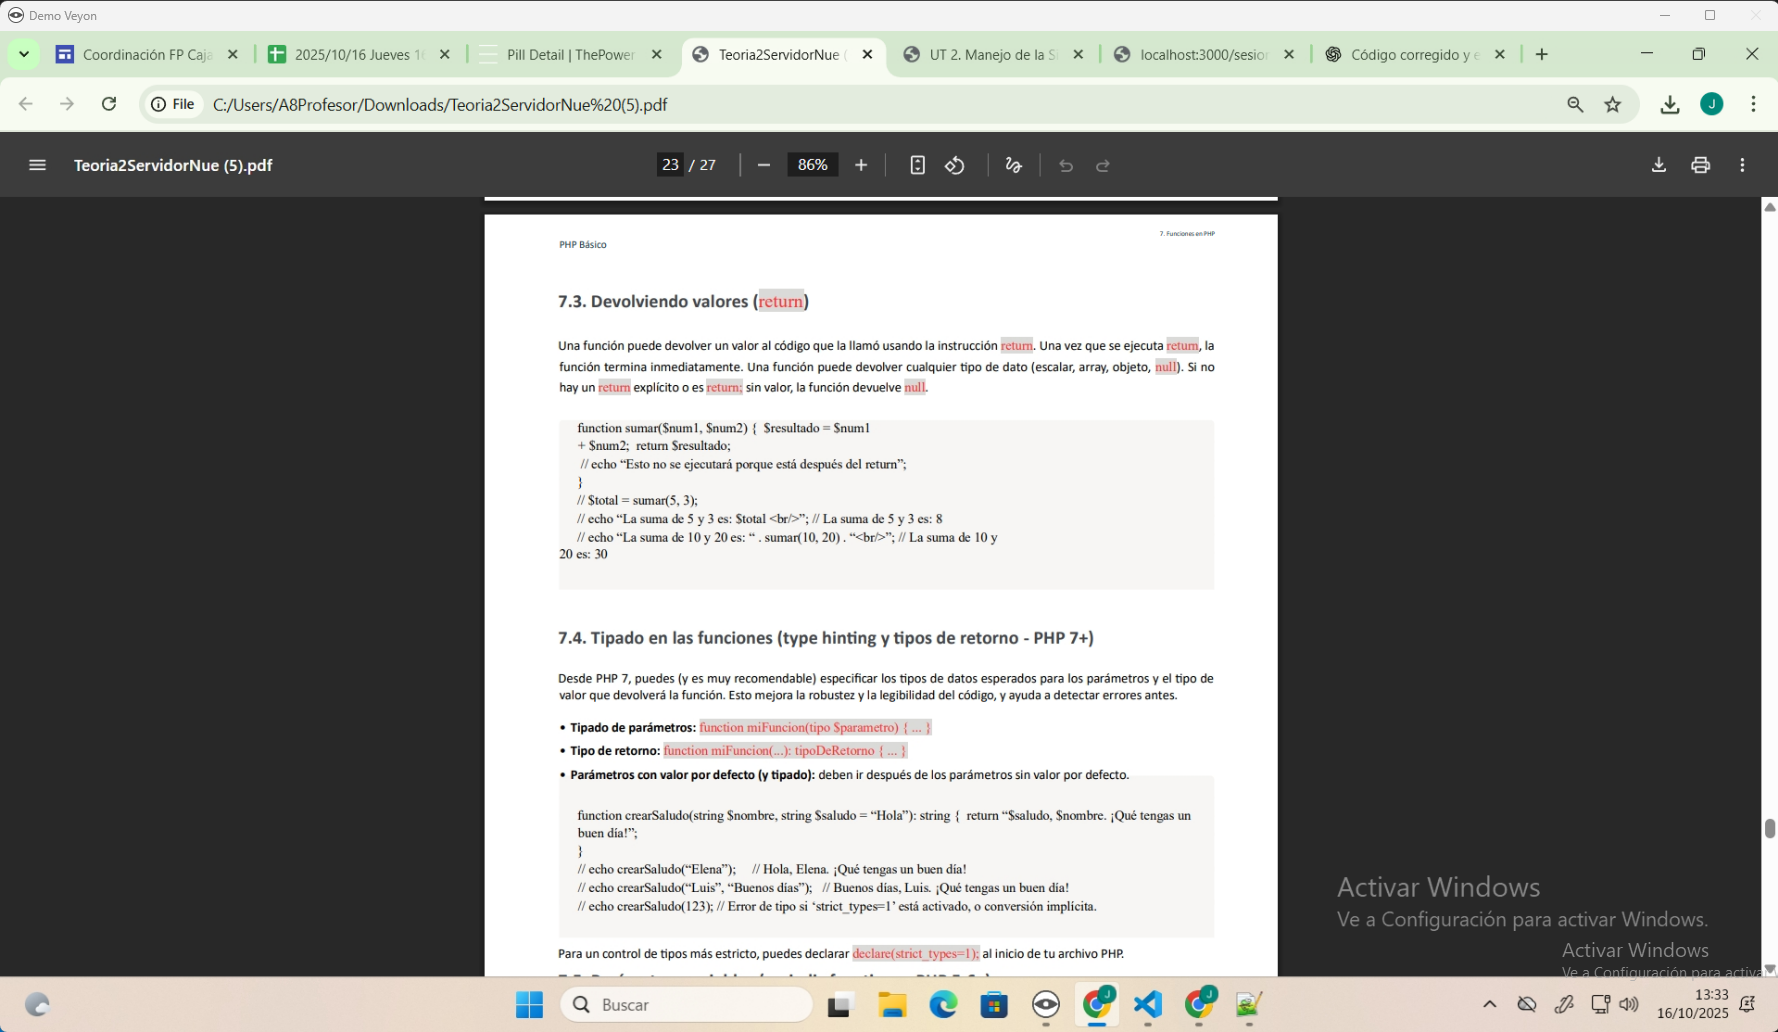 Demo Veyon
Coordinación FP Caja
2025/10/16 Jueves 16
Pill Detail | ThePower
Teoria2ServidorNue (
UT 2. Manejo de la S
localhost:3000/sesion
Código corregido y e
File
C:/Users/A8Profesor/Downloads/Teoria2ServidorNue%20(5).pdf
J
Teoria2ServidorNue (5).pdf
23 / 27
86%
7. Funciones en PHP
PHP Básico
7.3. Devolviendo valores (return)
Una función puede devolver un valor al código que la llamó usando la instrucción return. Una vez que se ejecuta return, la
función termina inmediatamente. Una función puede devolver cualquier tipo de dato (escalar, array, objeto, null). Si no
hay un return explícito o es return; sin valor, la función devuelve null.
function sumar($num1, $num2) { $resultado = $num1
+ $num2; return $resultado;
// echo “Esto no se ejecutará porque está después del return”;
}
// $total = sumar(5, 3);
// echo “La suma de 5 y 3 es: $total <br/>”; // La suma de 5 y 3 es: 8
// echo “La suma de 10 y 20 es: “ . sumar(10, 20) . “<br/>”; // La suma de 10 y
20 es: 30
7.4. Tipado en las funciones (type hinting y tipos de retorno - PHP 7+)
Desde PHP 7, puedes (y es muy recomendable) especificar los tipos de datos esperados para los parámetros y el tipo de
valor que devolverá la función. Esto mejora la robustez y la legibilidad del código, y ayuda a detectar errores antes.
• Tipado de parámetros: function miFuncion(tipo $parametro) { ... }
• Tipo de retorno: function miFuncion(...): tipoDeRetorno { ... }
• Parámetros con valor por defecto (y tipado): deben ir después de los parámetros sin valor por defecto.
function crearSaludo(string $nombre, string $saludo = “Hola”): string { return “$saludo, $nombre. ¡Qué tengas un
buen día!”;
}
// echo crearSaludo(“Elena”); // Hola, Elena. ¡Qué tengas un buen día!
// echo crearSaludo(“Luis”, “Buenos días”); // Buenos días, Luis. ¡Qué tengas un buen día!
// echo crearSaludo(123); // Error de tipo si ‘strict_types=1’ está activado, o conversión implícita.
Para un control de tipos más estricto, puedes declarar declare(strict_types=1); al inicio de tu archivo PHP.
Activar Windows
Ve a Configuración para activar Windows.
Activar Windows
Ve a Configuración para activa
Buscar
J
J
13:33
16/10/2025